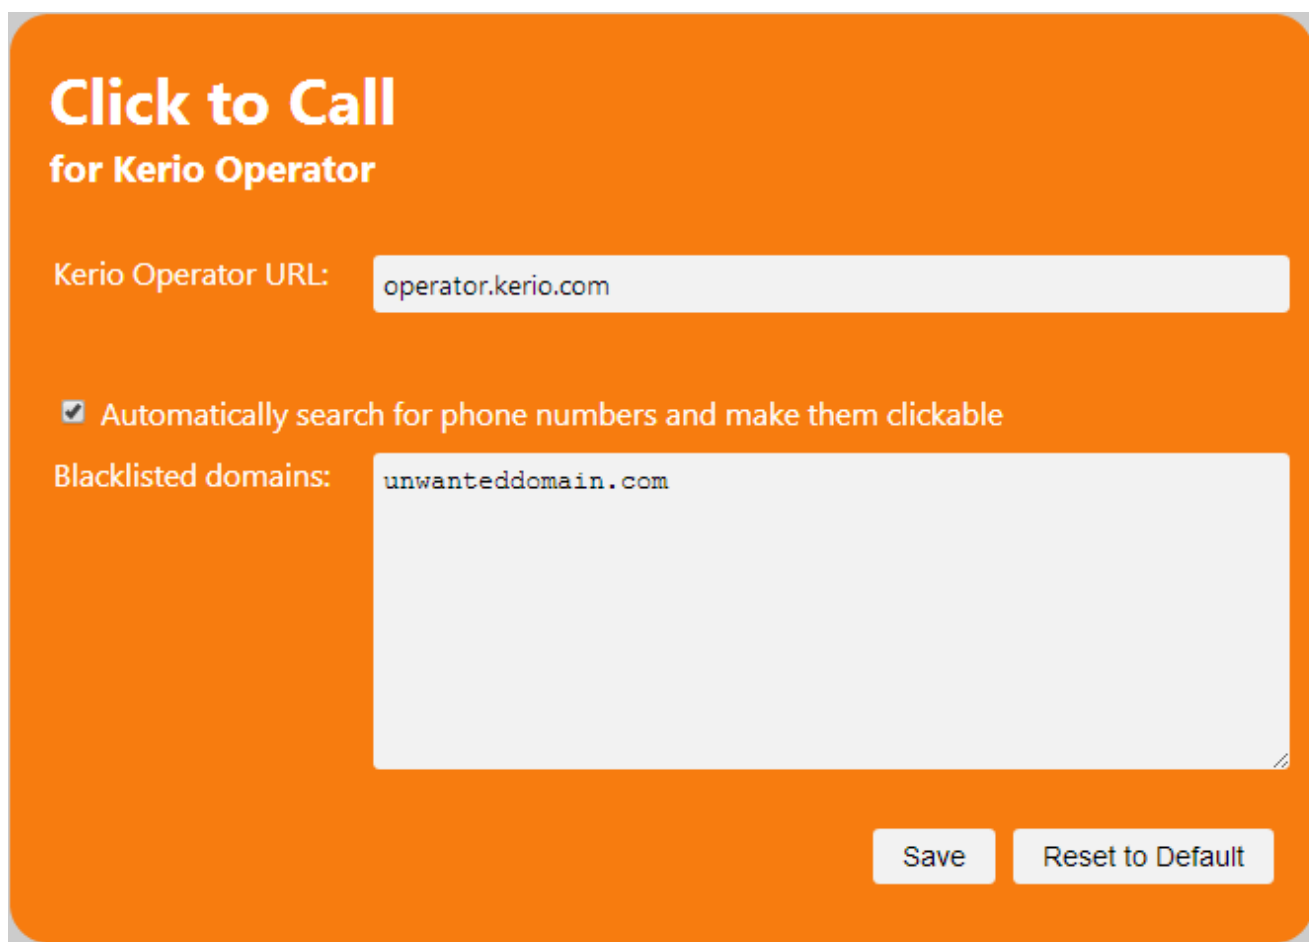 Click to Call
for Kerio Operator
Kerio Operator URL: operator.kerio.com
Automatically search for phone numbers and make them clickable
Blacklisted domains: unwanteddomain.com
Save Reset to Default